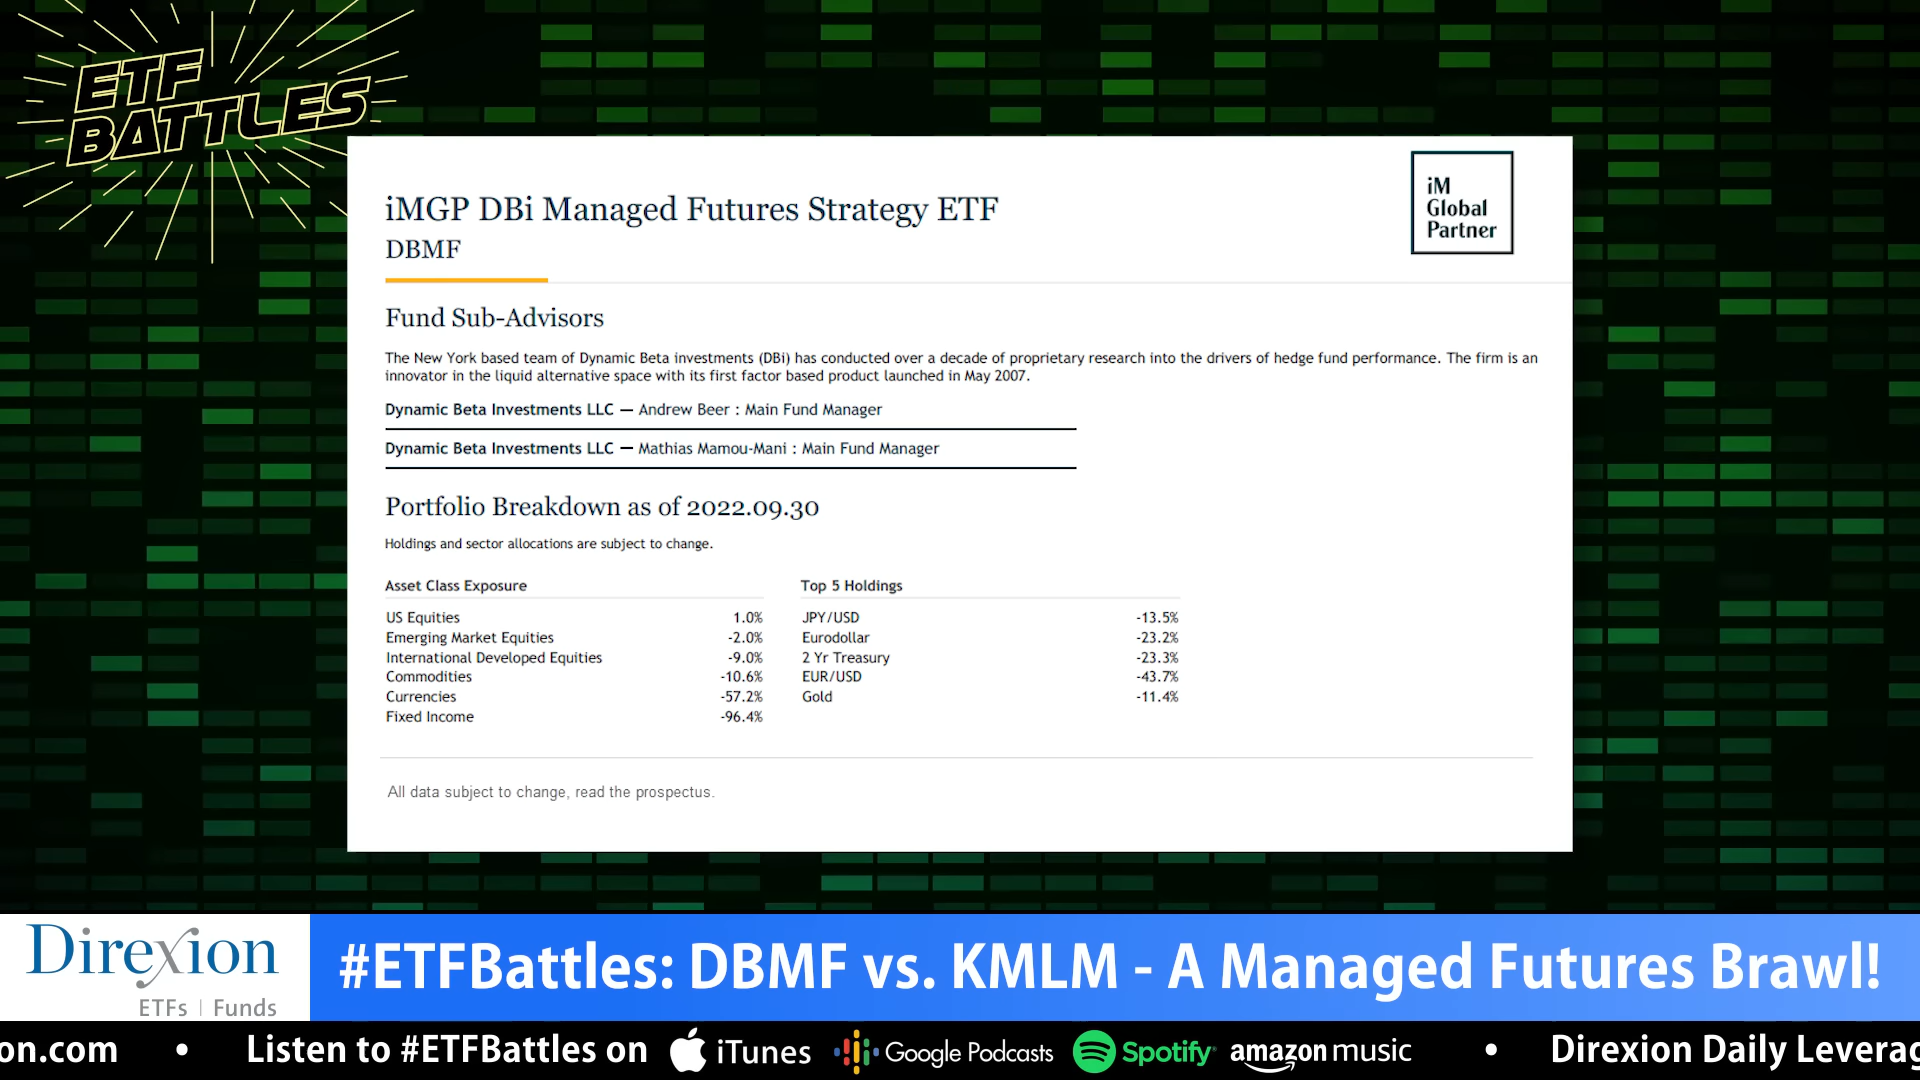 ETF
BATTLES
iMGP DBi Managed Futures Strategy ETF
DBMF
iM
Global
Partner
Fund Sub-Advisors
The New York based team of Dynamic Beta investments (DBi) has conducted over a decade of proprietary research into the drivers of hedge fund performance. The firm is an
innovator in the liquid alternative space with its first factor based product launched in May 2007.
Dynamic Beta Investments LLC — Andrew Beer : Main Fund Manager
Dynamic Beta Investments LLC — Mathias Mamou-Mani : Main Fund Manager
Portfolio Breakdown as of 2022.09.30
Holdings and sector allocations are subject to change.
Asset Class Exposure
US Equities 1.0%
Emerging Market Equities -2.0%
International Developed Equities -9.0%
Commodities -10.6%
Currencies -57.2%
Fixed Income -96.4%
Top 5 Holdings
JPY/USD -13.5%
Eurodollar -23.2%
2 Yr Treasury -23.3%
EUR/USD -43.7%
Gold -11.4%
All data subject to change, read the prospectus.
Direxion
ETFs | Funds
#ETFBattles: DBMF vs. KMLM - A Managed Futures Brawl!
on.com • Listen to #ETFBattles on iTunes Google Podcasts Spotify amazon music • Direxion Daily Leverag